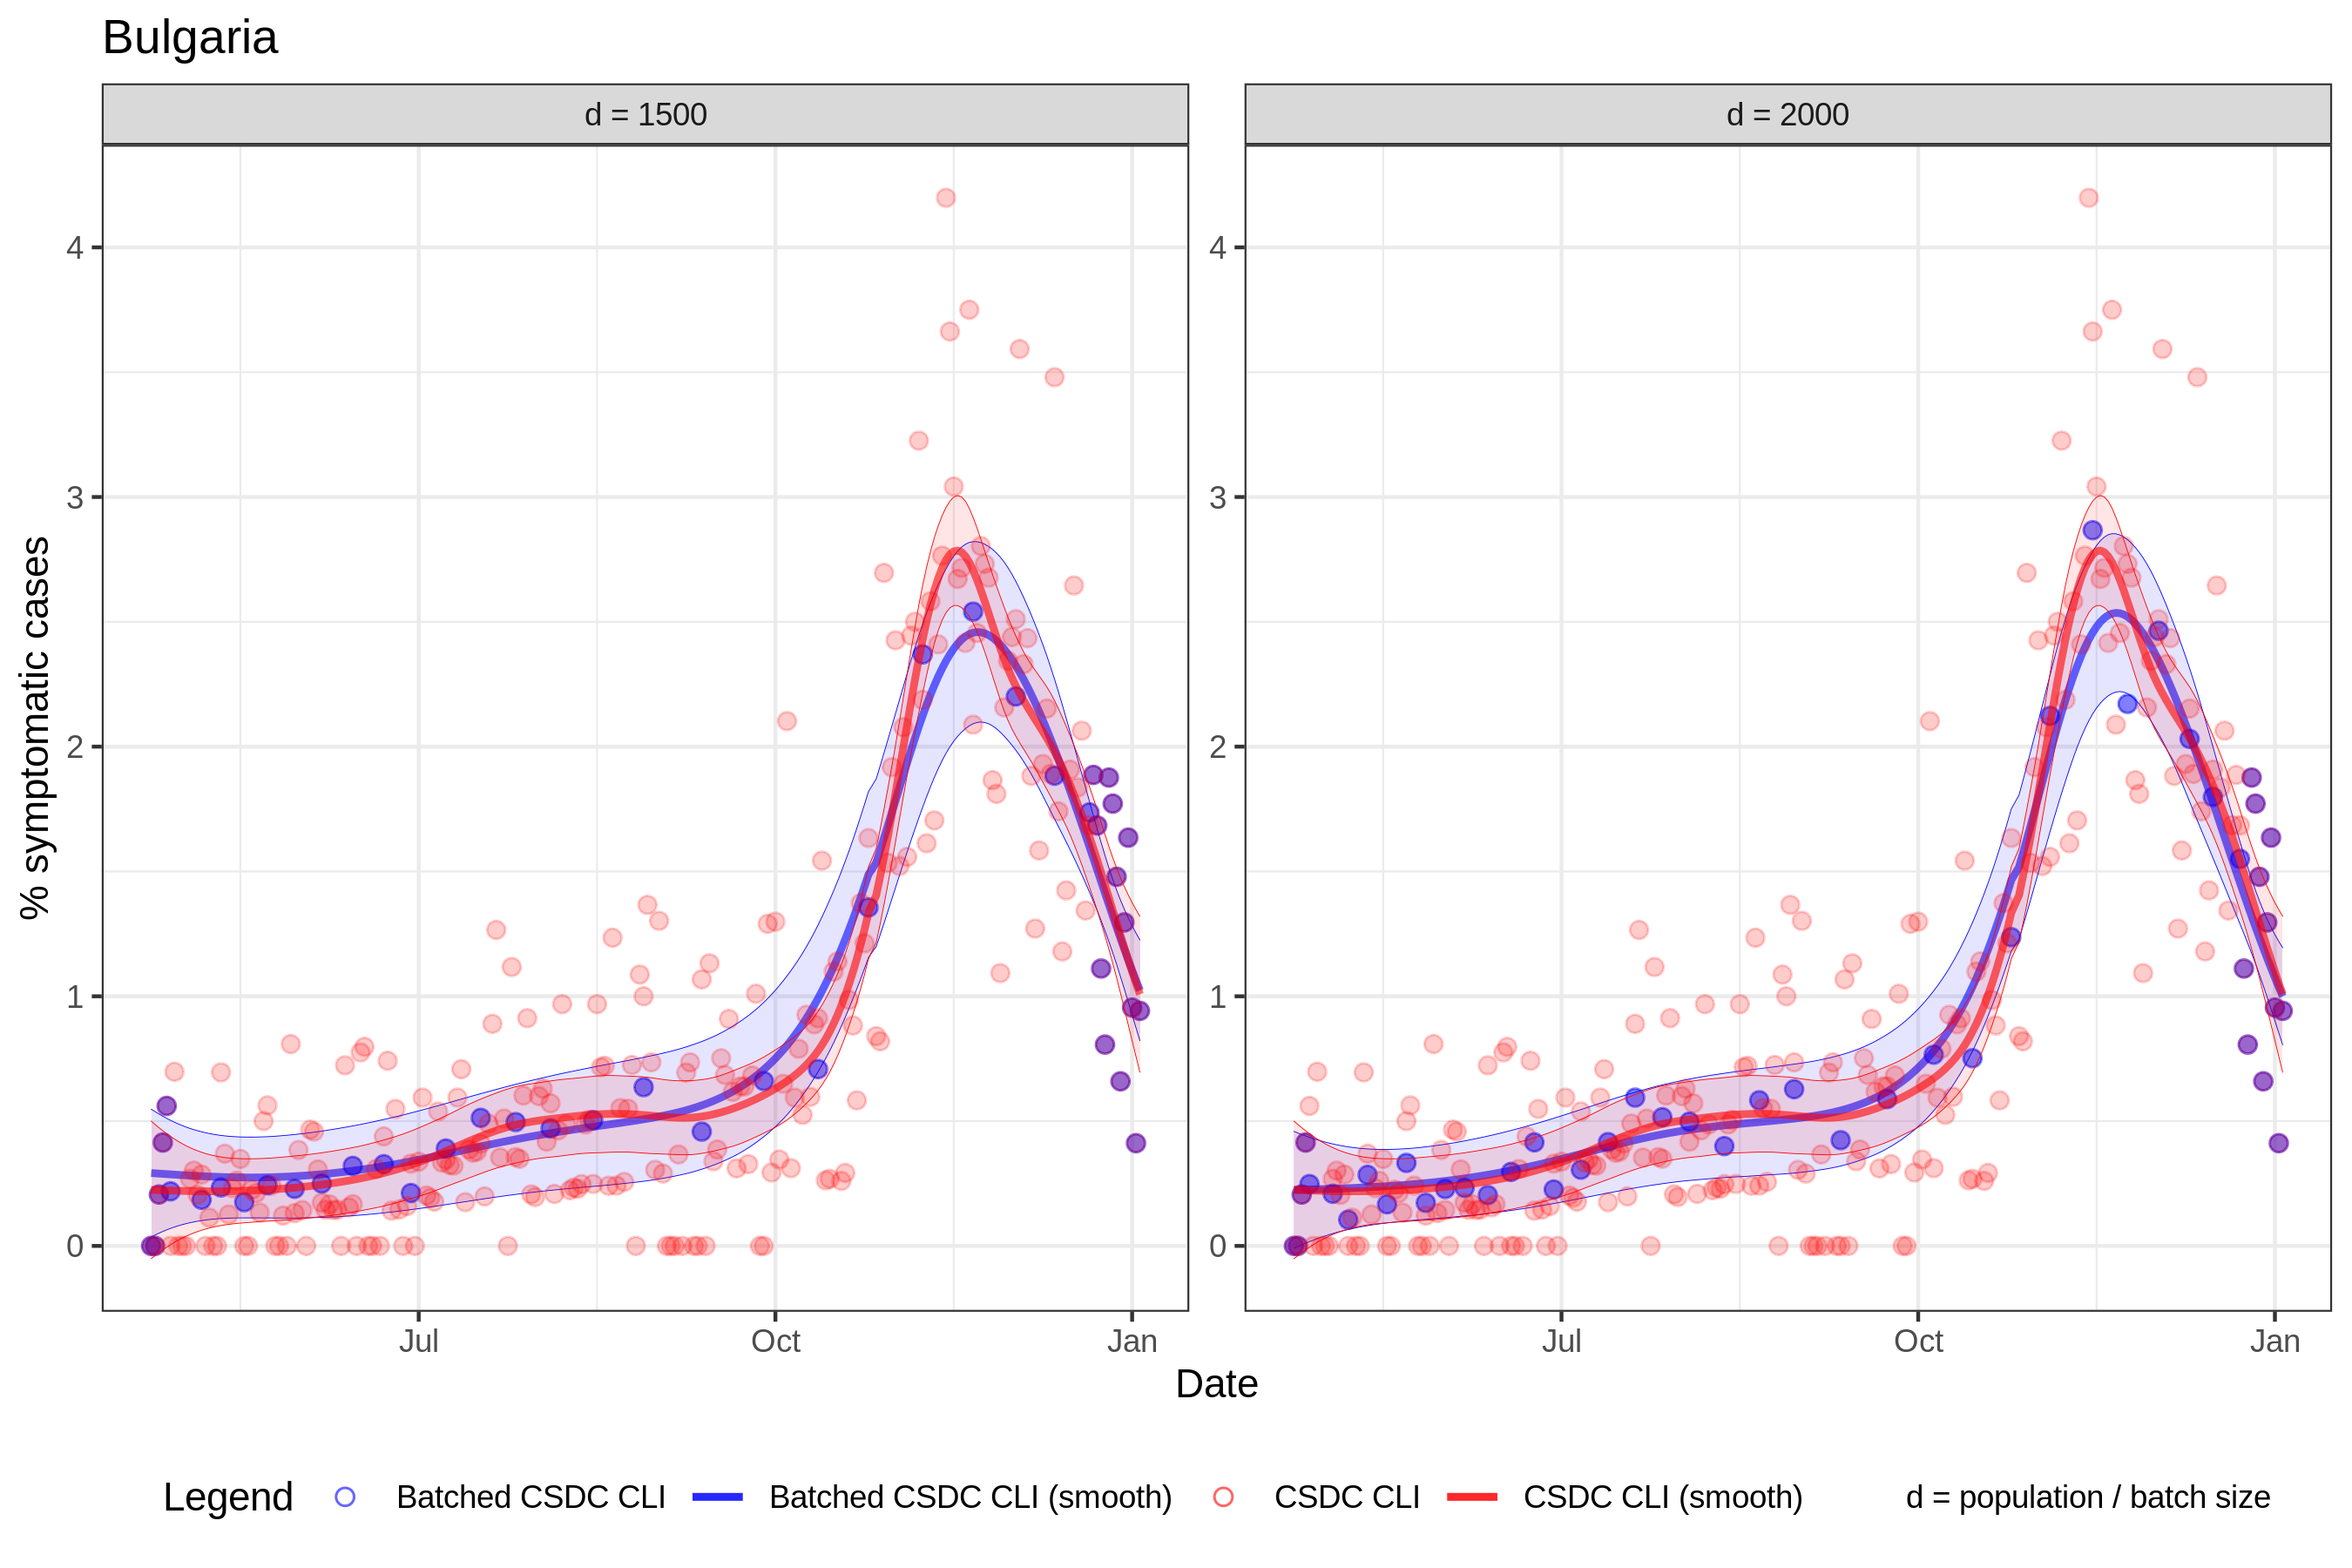 Bulgaria
d = 1500
d = 2000
% symptomatic cases
4
3
2
1
0
4
3
2
1
0
Jul
Oct
Jan
Jul
Oct
Jan
Date
Legend
Batched CSDC CLI
Batched CSDC CLI (smooth)
CSDC CLI
CSDC CLI (smooth)
d = population / batch size